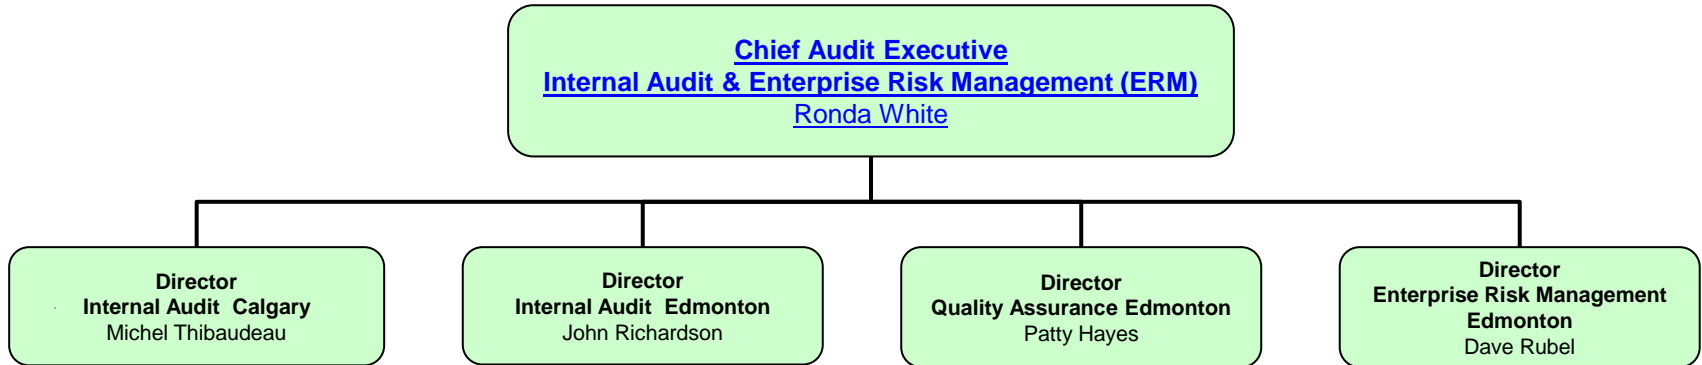 Chief Audit Executive
Internal Audit & Enterprise Risk Management (ERM)
Ronda White
Director
Internal Audit  Calgary
Michel Thibaudeau
Director
Internal Audit  Edmonton
John Richardson
Director
Quality Assurance Edmonton
Patty Hayes
Director
Enterprise Risk Management
Edmonton
Dave Rubel